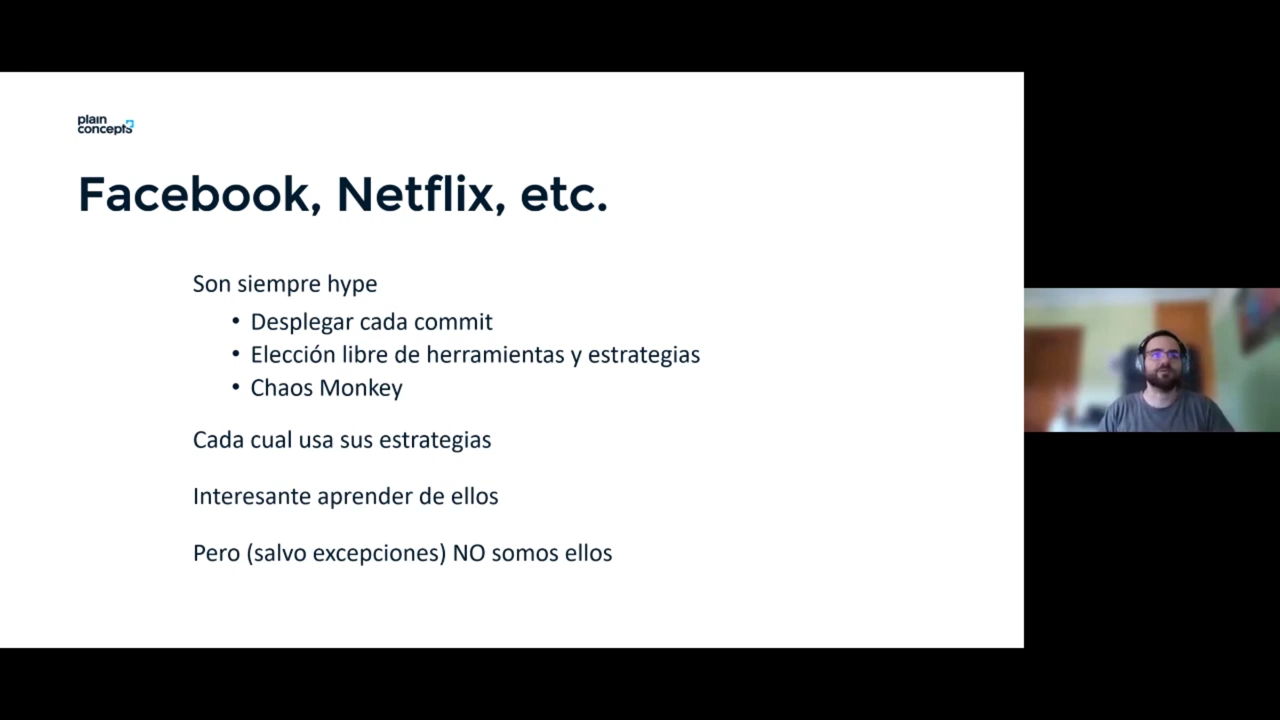 plain
concepts
Facebook, Netflix, etc.
Son siempre hype
• Desplegar cada commit
• Elección libre de herramientas y estrategias
• Chaos Monkey
Cada cual usa sus estrategias
Interesante aprender de ellos
Pero (salvo excepciones) NO somos ellos